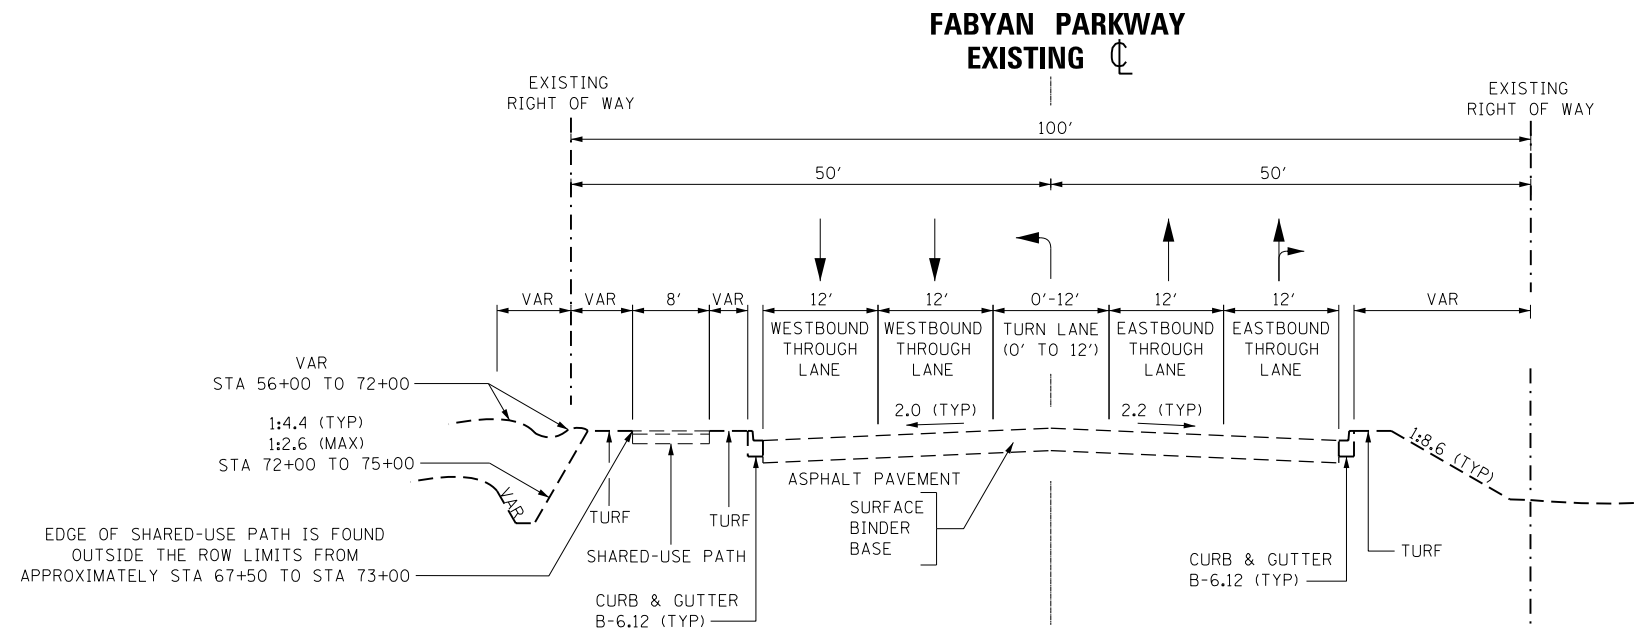 FABYAN PARKWAY
EXISTING ℄
EXISTING
RIGHT OF WAY
EXISTING
RIGHT OF WAY
100'
50'
50'
VAR
VAR
8'
VAR
12'
12'
0'-12'
12'
12'
VAR
WESTBOUND
THROUGH
LANE
WESTBOUND
THROUGH
LANE
TURN LANE
(0' TO 12')
EASTBOUND
THROUGH
LANE
EASTBOUND
THROUGH
LANE
VAR
STA 56+00 TO 72+00
1:4.4 (TYP)
1:2.6 (MAX)
STA 72+00 TO 75+00
2.0 (TYP)
2.2 (TYP)
1:8.6 (TYP)
VAR
ASPHALT PAVEMENT
SURFACE
BINDER
BASE
TURF
TURF
SHARED-USE PATH
EDGE OF SHARED-USE PATH IS FOUND
OUTSIDE THE ROW LIMITS FROM
APPROXIMATELY STA 67+50 TO STA 73+00
CURB & GUTTER
B-6.12 (TYP)
CURB & GUTTER
B-6.12 (TYP)
TURF